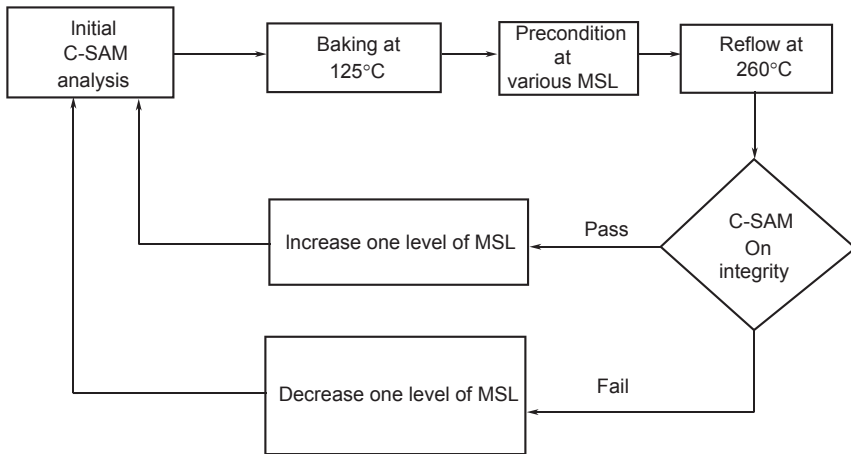 Initial
C-SAM
analysis
Baking at
125°C
Precondition
at
various MSL
Reflow at
260°C
C-SAM
On
integrity
Pass
Increase one level of MSL
Fail
Decrease one level of MSL